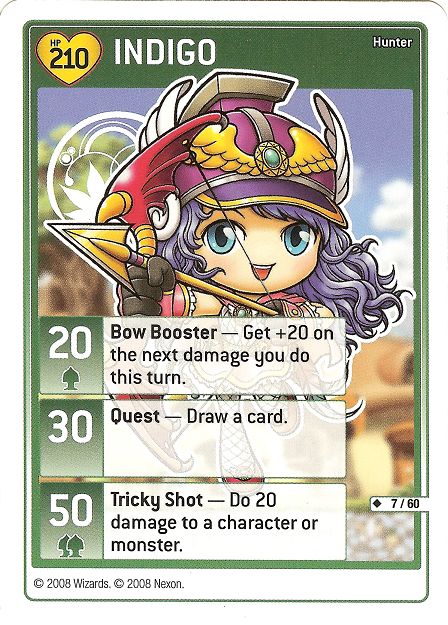 HP
210
INDIGO
Hunter
20
Bow Booster — Get +20 on
the next damage you do
this turn.
30
Quest — Draw a card.
50
Tricky Shot — Do 20
damage to a character or
monster.
7 / 60
© 2008 Wizards. © 2008 Nexon.